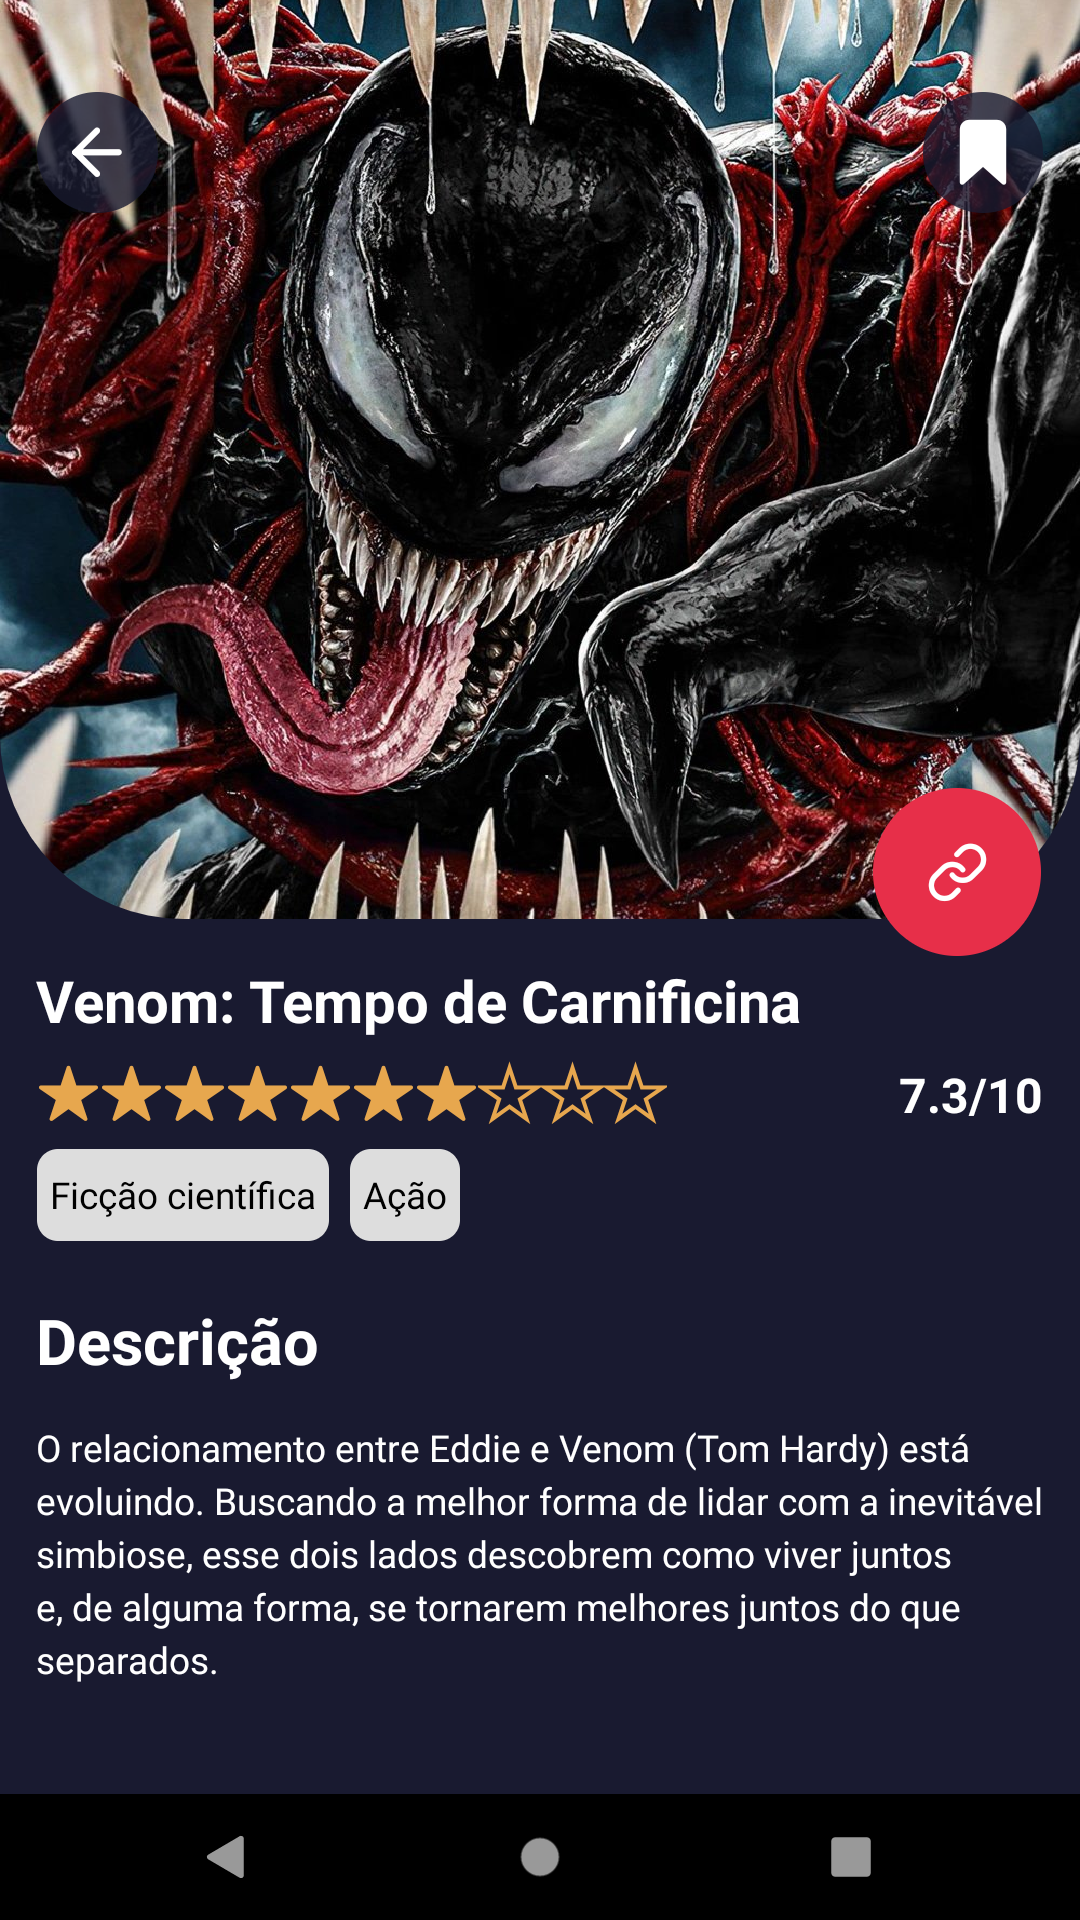 Venom: Tempo de Carnificina
7.3/10
Ficção científica
Ação
Descrição
O relacionamento entre Eddie e Venom (Tom Hardy) está
evoluindo. Buscando a melhor forma de lidar com a inevitável
simbiose, esse dois lados descobrem como viver juntos
e, de alguma forma, se tornarem melhores juntos do que
separados.